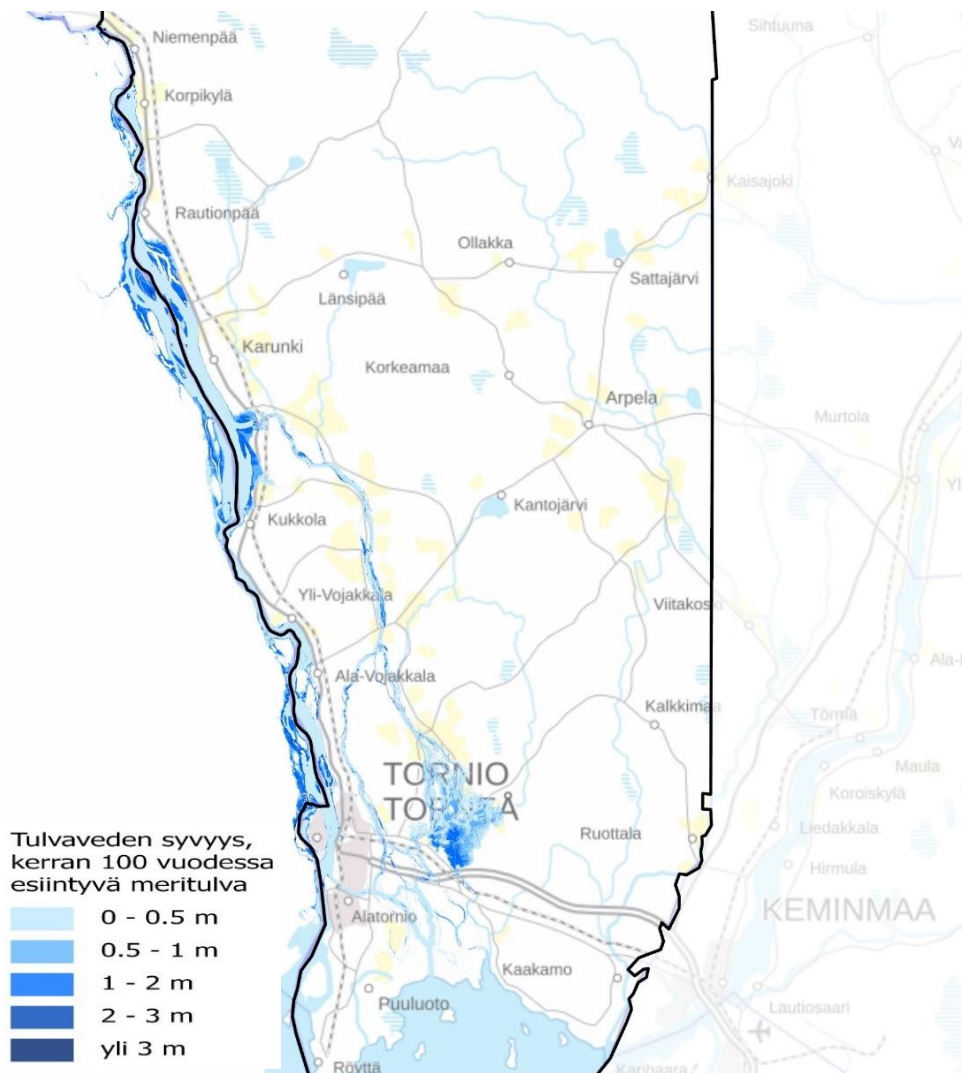 Sihtuuna
Niemenpää
Korpikylä
Kaisajoki
Rautionpää
Ollakka
Sattajärvi
Länsipää
Karunki
Korkeamaa
Arpela
Murtola
Kantojärvi
Kukkola
Yli-Vojakkala
Viitakoski
Ala-Vojakkala
Kalkkimaa
Törmä
TORNIO
TORNEÅ
Maula
Koroiskylä
Ruottala
Liedakkala
Hirmula
KEMINMAA
Alatornio
Kaakamo
Lautiosaari
Puuluoto
Röyttä
Tulvaveden syvyys,
kerran 100 vuodessa
esiintyvä meritulva
0 - 0.5 m
0.5 - 1 m
1 - 2 m
2 - 3 m
yli 3 m